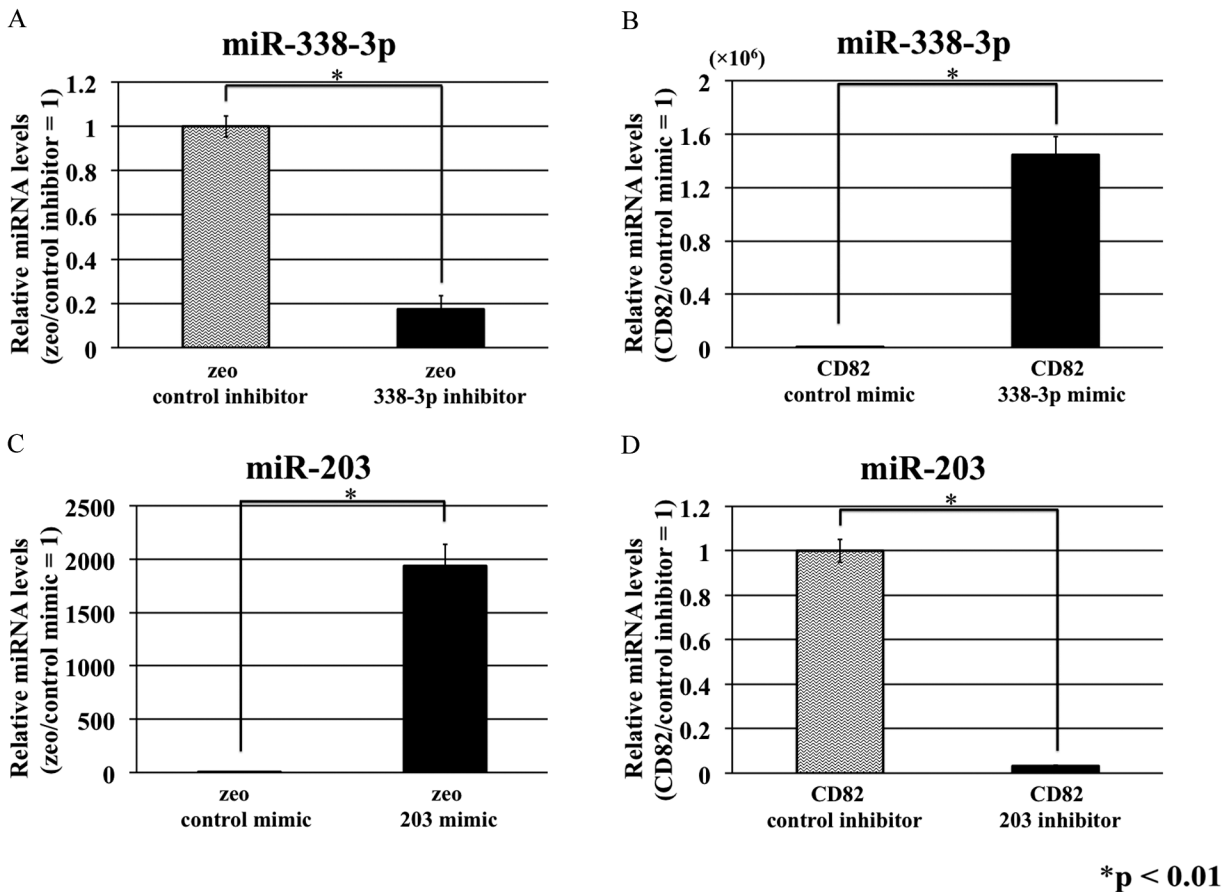 A
miR-338-3p
Relative miRNA levels
(zeo/control inhibitor = 1)
1.2
1
0.8
0.6
0.4
0.2
0
*
zeo
control inhibitor
zeo
338-3p inhibitor
B
miR-338-3p
(×10⁶)
Relative miRNA levels
(CD82/control mimic = 1)
2
1.6
1.2
0.8
0.4
0
*
CD82
control mimic
CD82
338-3p mimic
C
miR-203
Relative miRNA levels
(zeo/control mimic = 1)
2500
2000
1500
1000
500
0
*
zeo
control mimic
zeo
203 mimic
D
miR-203
Relative miRNA levels
(CD82/control inhibitor = 1)
1.2
1
0.8
0.6
0.4
0.2
0
*
CD82
control inhibitor
CD82
203 inhibitor
*p < 0.01